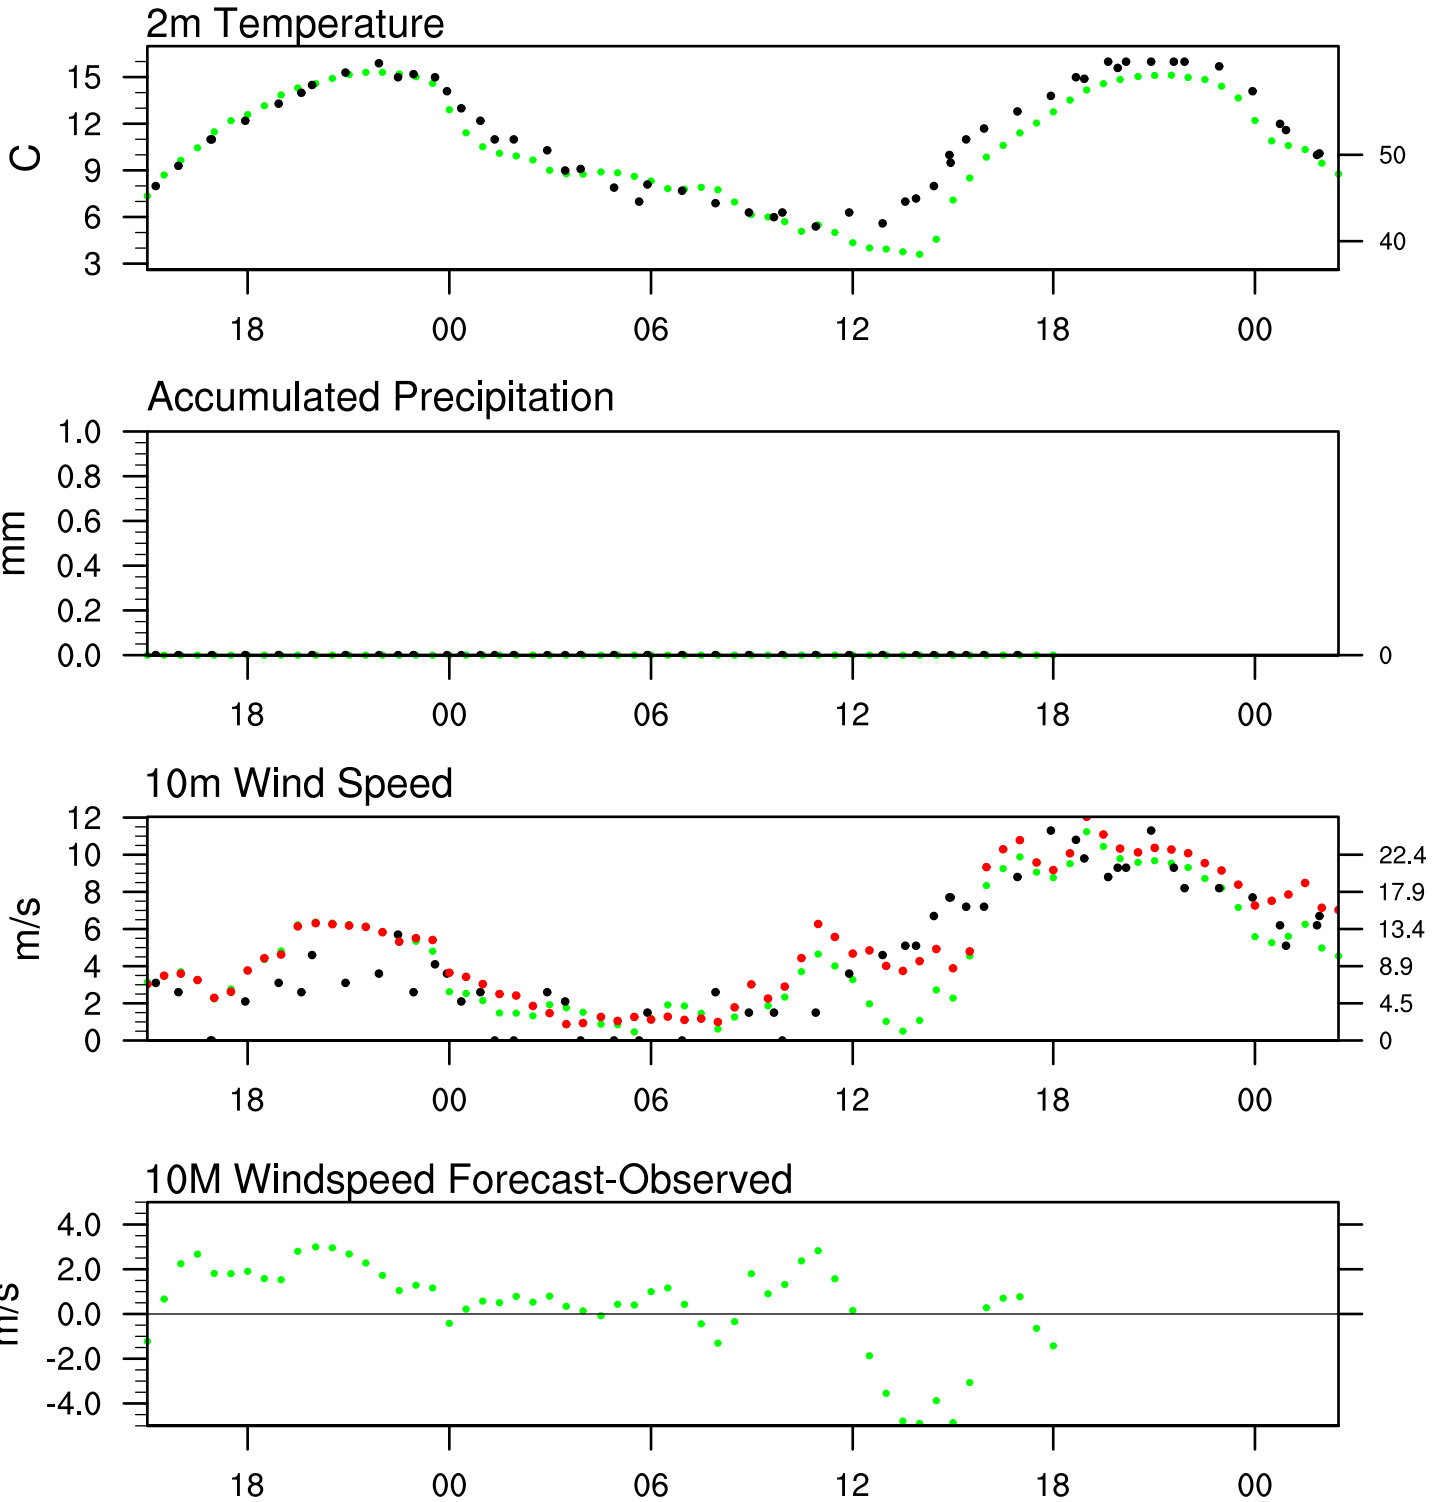 2m Temperature
15
12
9
6
3
C
50
40
18 00 06 12 18 00
Accumulated Precipitation
1.0
0.8
0.6
0.4
0.2
0.0
mm
0
18 00 06 12 18 00
10m Wind Speed
12
10
8
6
4
2
0
m/s
22.4
17.9
13.4
8.9
4.5
0
18 00 06 12 18 00
10M Windspeed Forecast-Observed
4.0
2.0
0.0
-2.0
-4.0
m/s
18 00 06 12 18 00